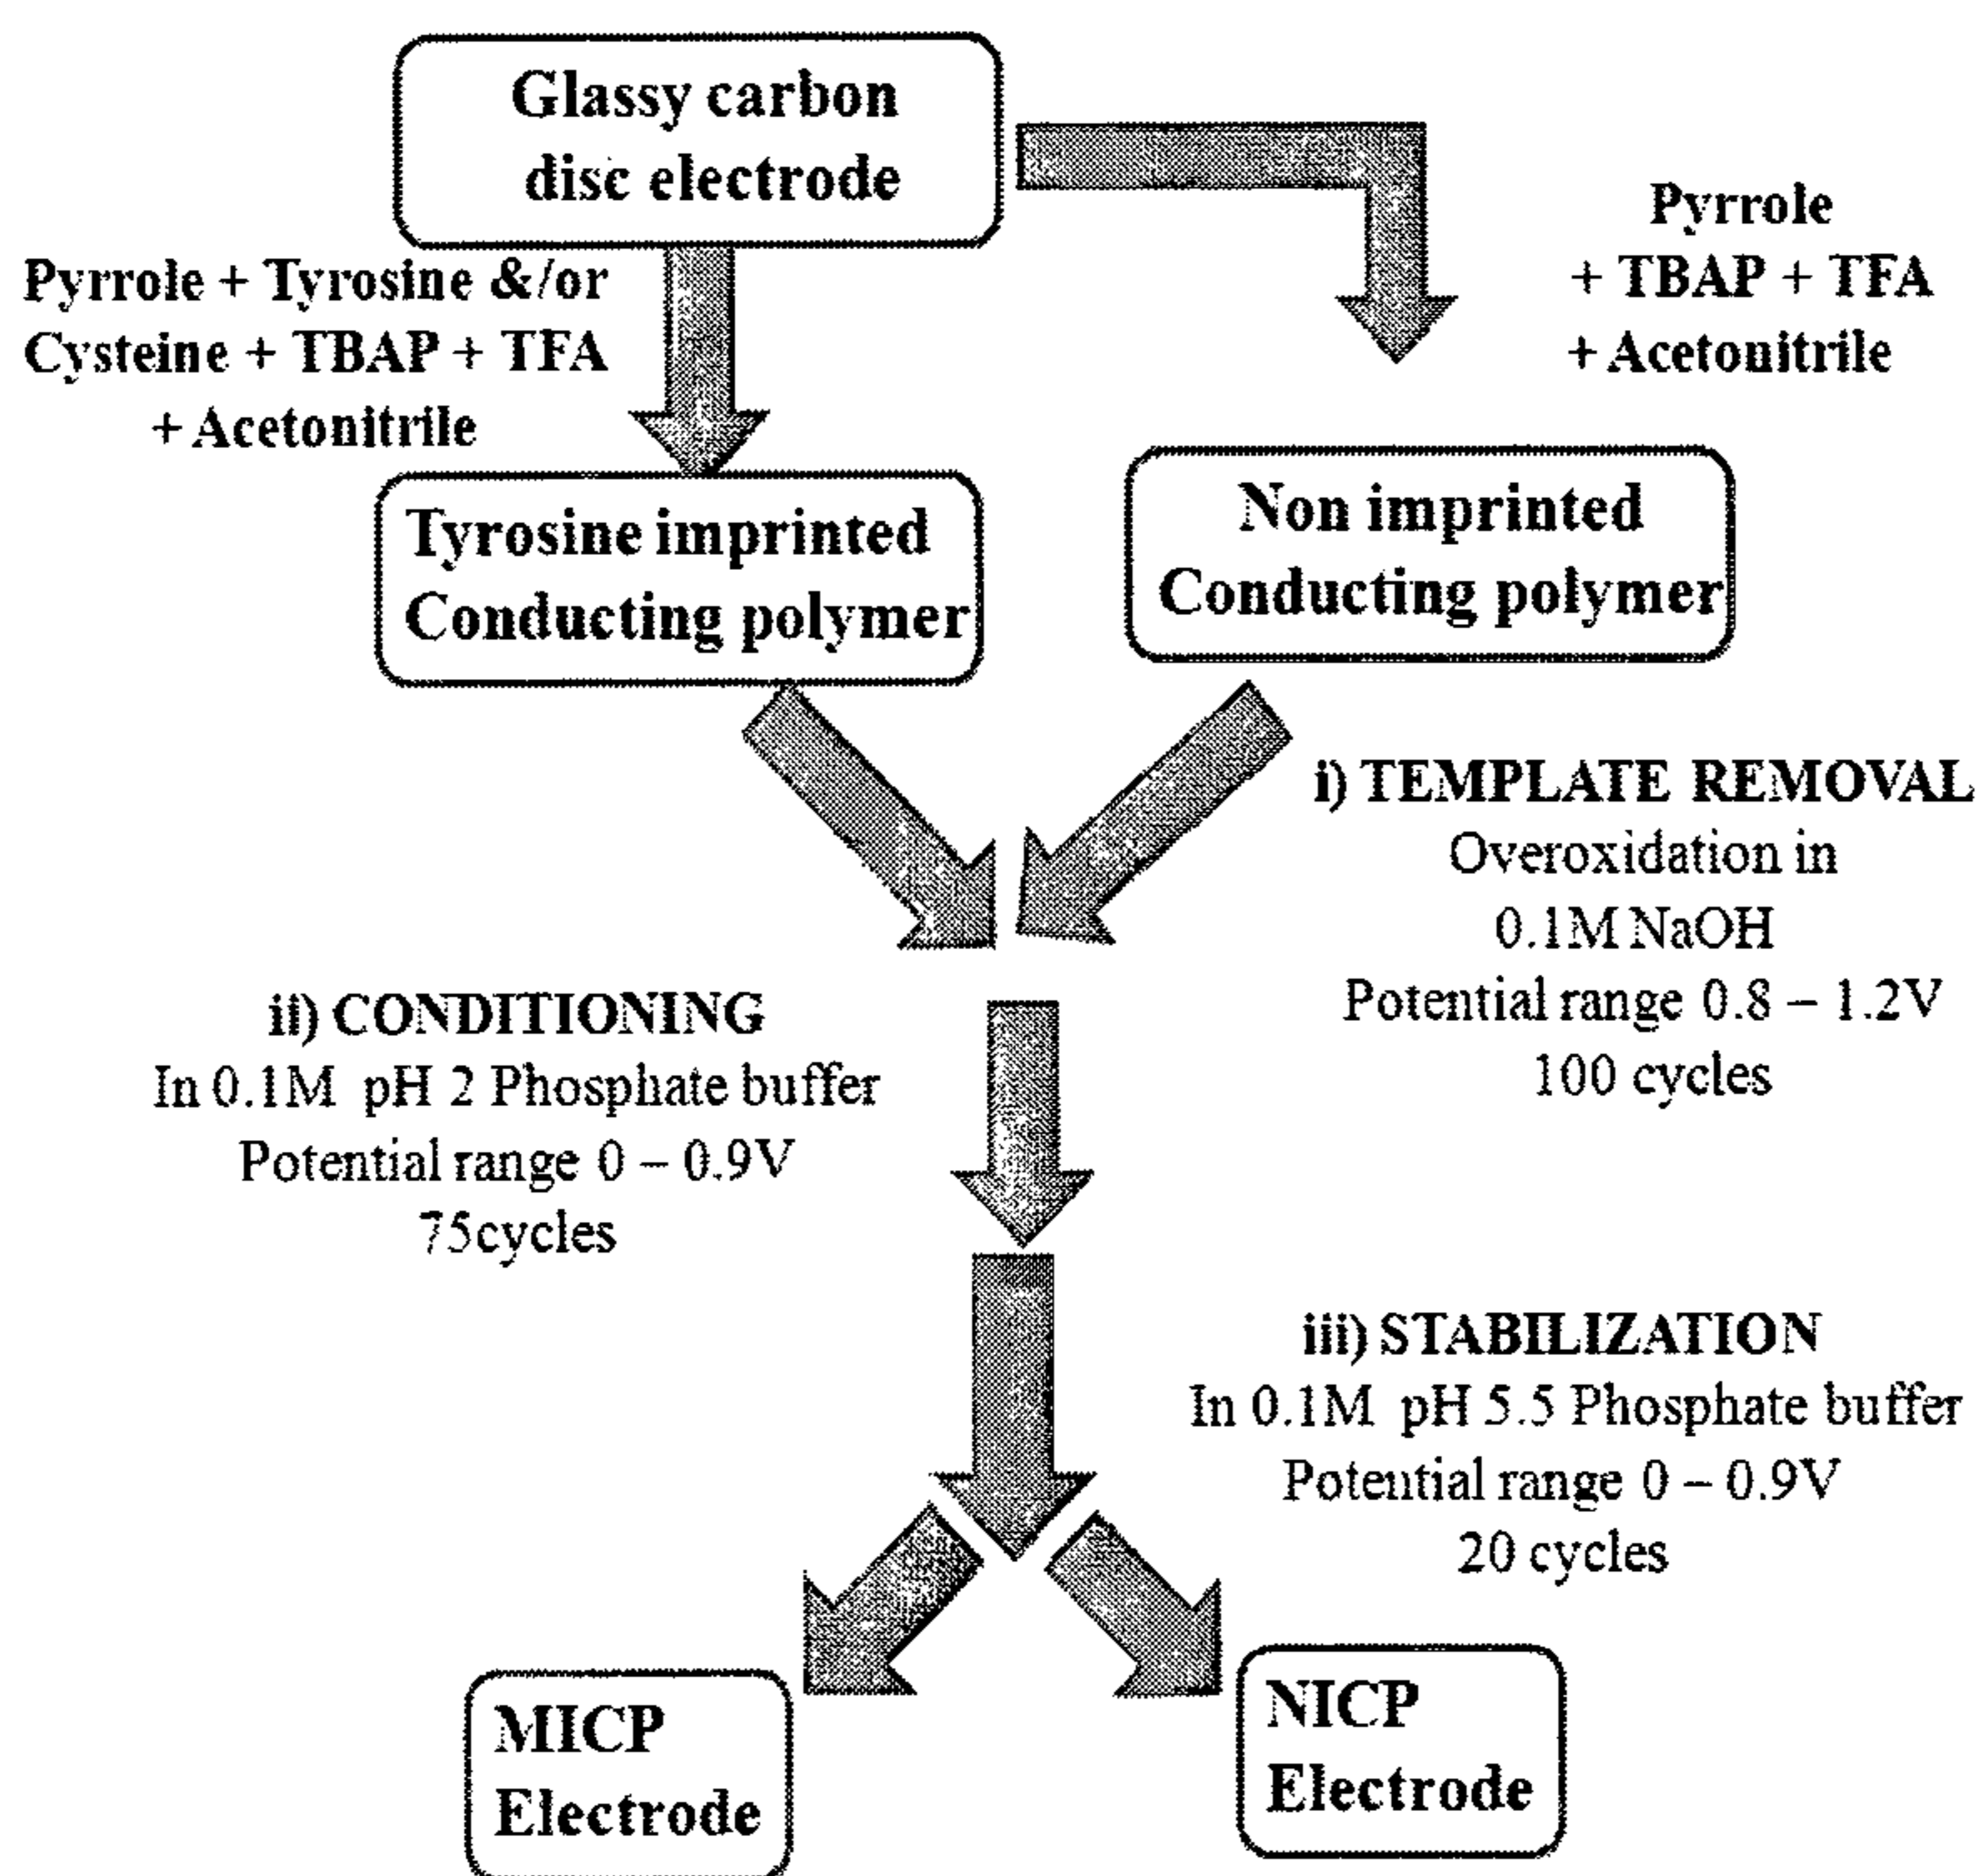 Glassy carbon
disc electrode
Pyrrole + Tyrosine &/or
Cysteine + TBAP + TFA
+ Acetonitrile
Pyrrole
+ TBAP + TFA
+ Acetonitrile
Tyrosine imprinted
Conducting polymer
Non imprinted
Conducting polymer
i) TEMPLATE REMOVAL
Overoxidation in
0.1M NaOH
Potential range 0.8 – 1.2V
100 cycles
ii) CONDITIONING
In 0.1M pH 2 Phosphate buffer
Potential range 0 – 0.9V
75cycles
iii) STABILIZATION
In 0.1M pH 5.5 Phosphate buffer
Potential range 0 – 0.9V
20 cycles
MICP
Electrode
NICP
Electrode